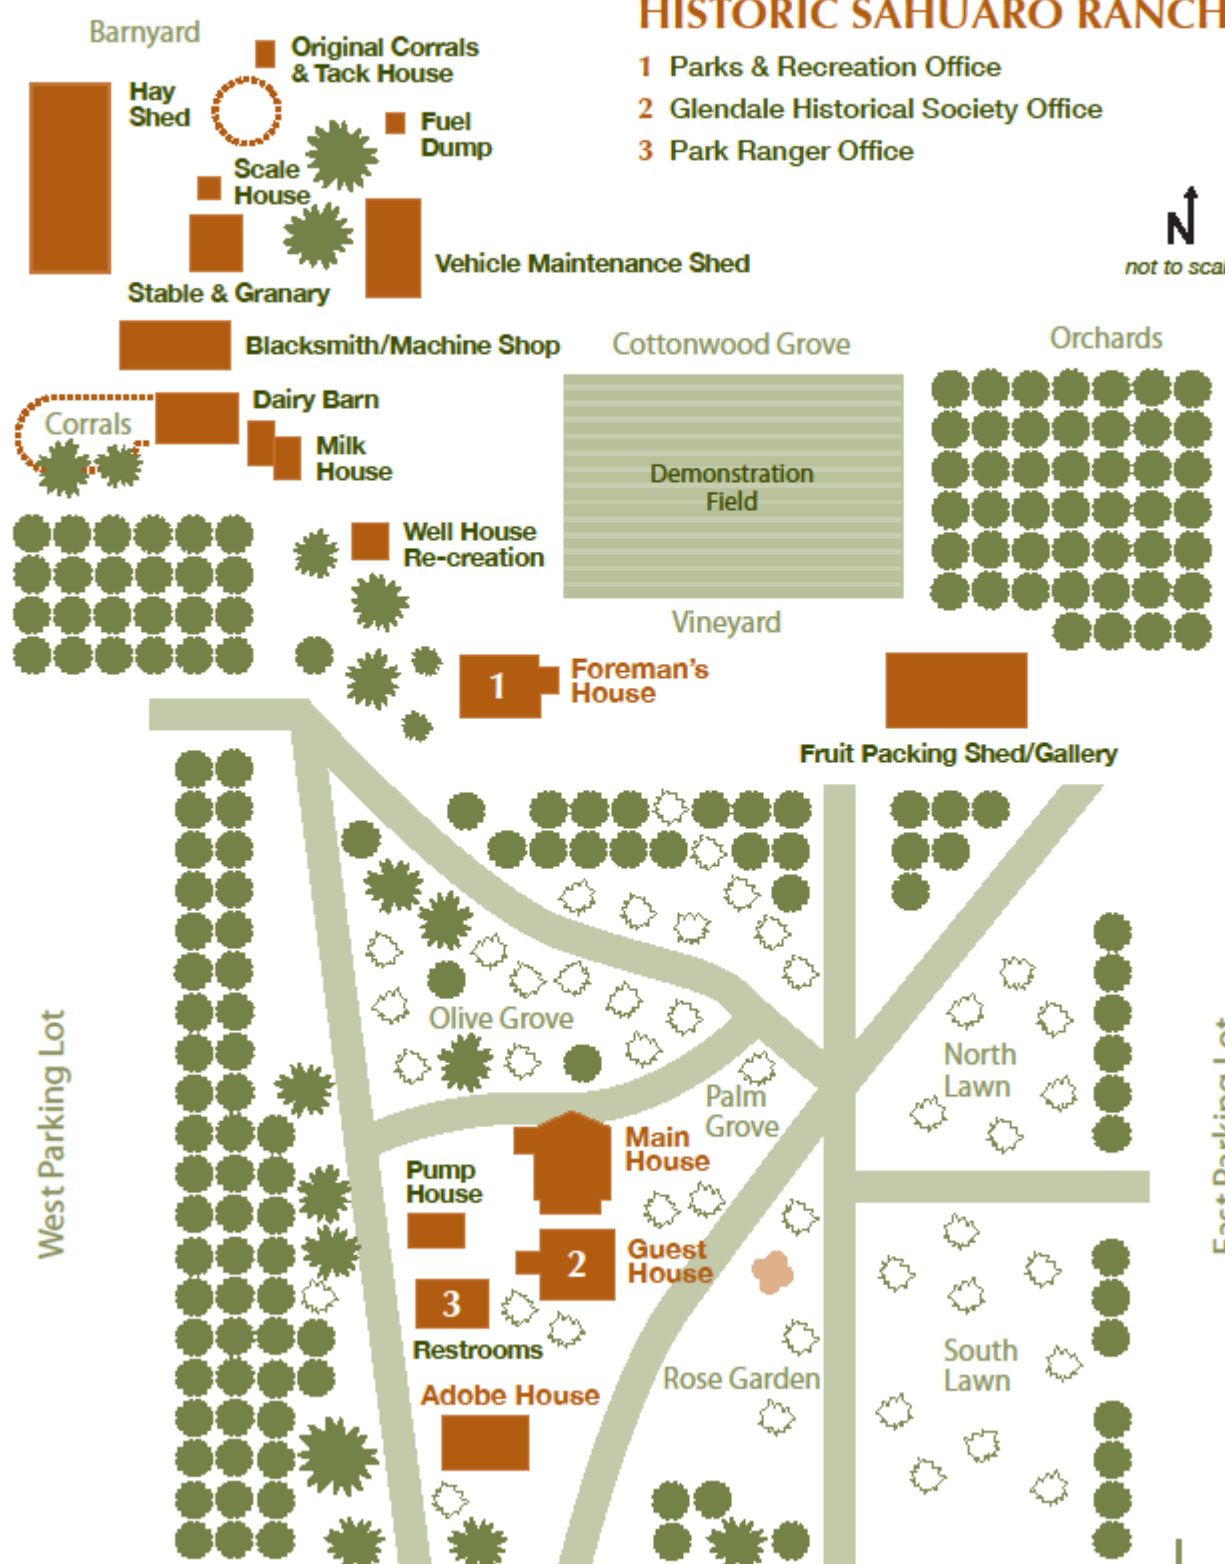 HISTORIC SAHUARO RANCH
1 Parks & Recreation Office
2 Glendale Historical Society Office
3 Park Ranger Office
N
not to scal
Barnyard
Original Corrals
& Tack House
Hay
Shed
Fuel
Dump
Scale
House
Vehicle Maintenance Shed
Stable & Granary
Blacksmith/Machine Shop
Cottonwood Grove
Orchards
Dairy Barn
Corrals
Milk
House
Demonstration
Field
Well House
Re-creation
Vineyard
1
Foreman's
House
Fruit Packing Shed/Gallery
Olive Grove
North
Lawn
West Parking Lot
East Parking Lot
Palm
Grove
Main
House
Pump
House
2
Guest
House
3
Restrooms
Rose Garden
South
Lawn
Adobe House